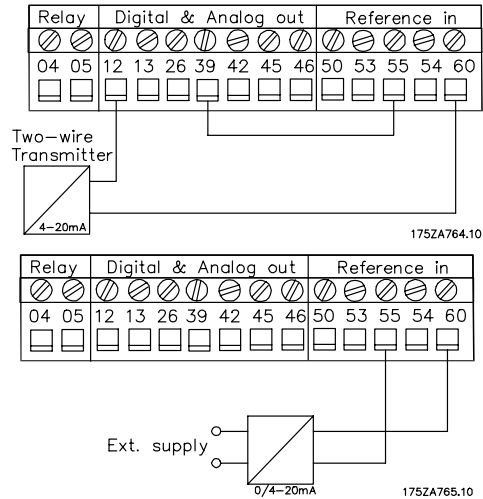 Relay Digital & Analog out Reference in
04 05 12 13 26 39 42 45 46 50 53 55 54 60
Two-wire
Transmitter
4-20mA
175ZA764.10
Relay Digital & Analog out Reference in
04 05 12 13 26 39 42 45 46 50 53 55 54 60
Ext. supply
0/4-20mA
175ZA765.10